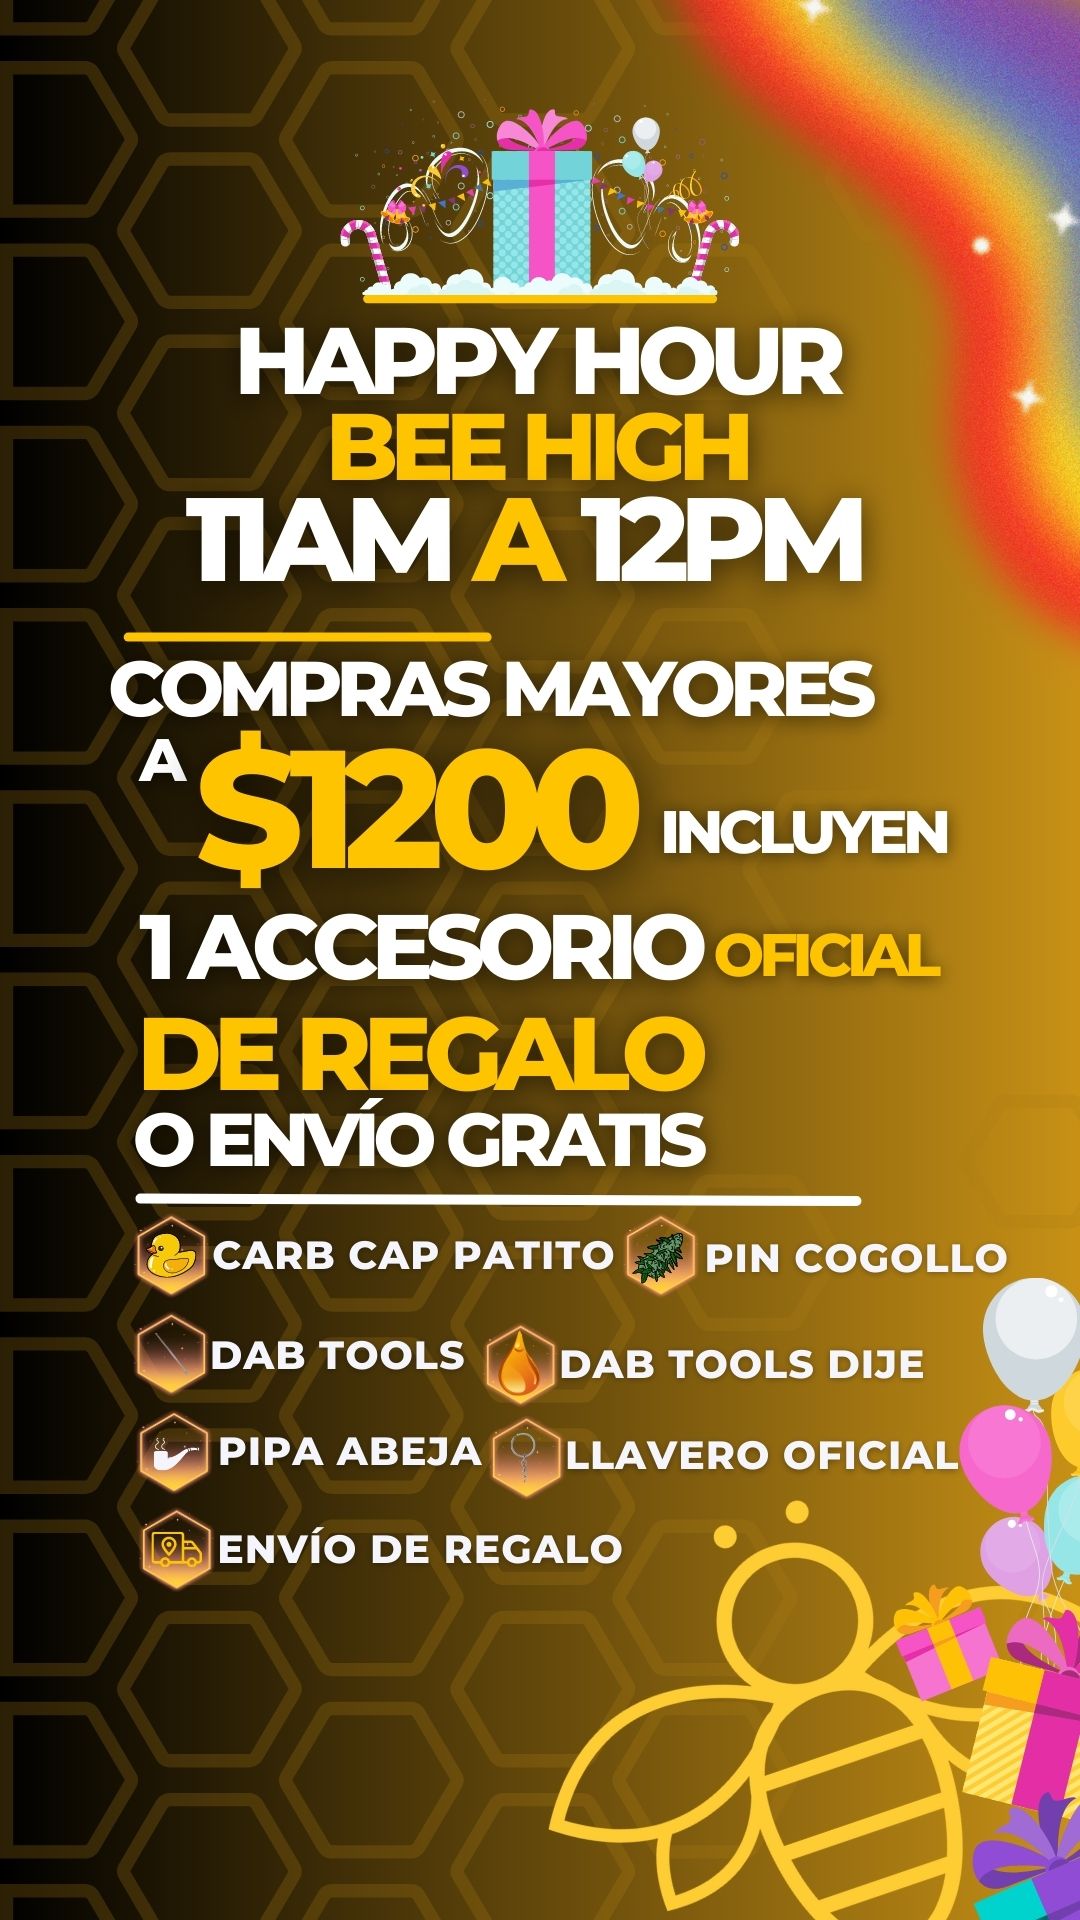 HAPPY HOUR
BEE HIGH
11AM A 12PM
COMPRAS MAYORES
A $1200 INCLUYEN
1 ACCESORIO OFICIAL
DE REGALO
O ENVÍO GRATIS
CARB CAP PATITO PIN COGOLLO
DAB TOOLS DAB TOOLS DIJE
PIPA ABEJA LLAVERO OFICIAL
ENVÍO DE REGALO